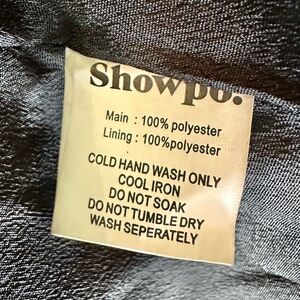 Showpo.
Main : 100% polyester
Lining : 100%polyester
COLD HAND WASH ONLY
COOL IRON
DO NOT SOAK
DO NOT TUMBLE DRY
WASH SEPERATELY